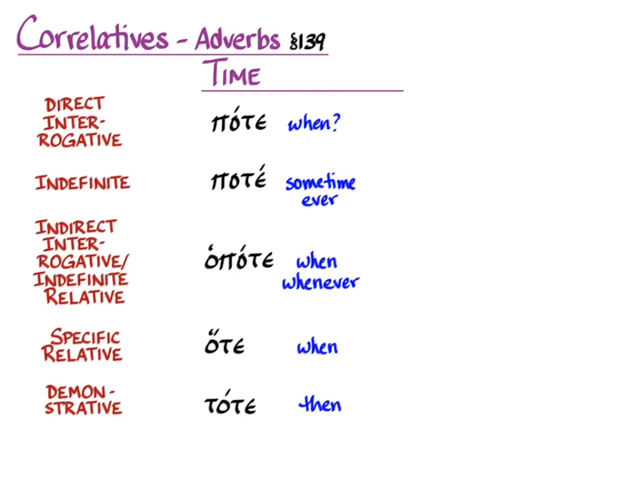 Correlatives - Adverbs §139
TIME
DIRECT
INTER-
ROGATIVE
πότε when?
INDEFINITE
ποτέ sometime
ever
INDIRECT
INTER-
ROGATIVE/
INDEFINITE
RELATIVE
ὁπότε when
whenever
SPECIFIC
RELATIVE
ὅτε when
DEMON-
STRATIVE
τότε then